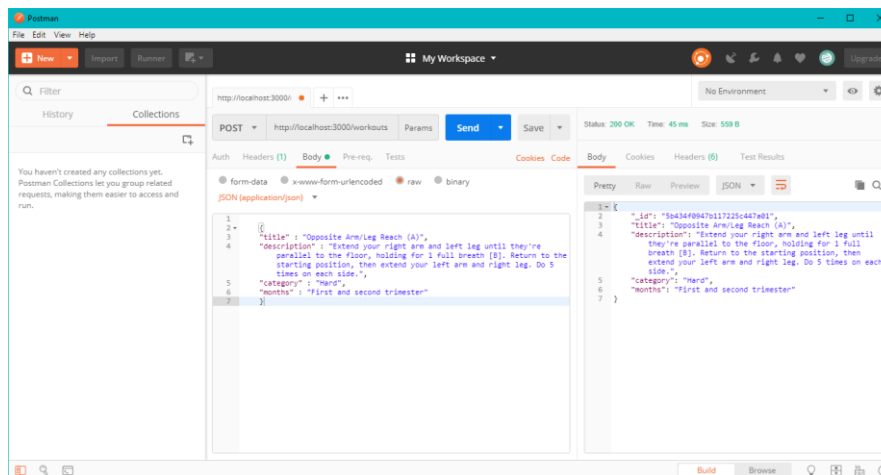 Postman
File Edit View Help
New Import Runner My Workspace Upgrade
Filter
History Collections
You haven't created any collections yet.
Postman Collections let you group related
requests, making them easier to access and
run.
http://localhost:3000/ No Environment
POST http://localhost:3000/workouts Params Send Save
Auth Headers (1) Body Pre-req. Tests Cookies Code
form-data x-www-form-urlencoded raw binary
JSON (application/json)
1
2 {
3 "title" : "Opposite Arm/Leg Reach (A)",
4 "description" : "Extend your right arm and left leg until they're
parallel to the floor, holding for 1 full breath [B]. Return to the
starting position, then extend your left arm and right leg. Do 5
times on each side.",
5 "category" : "Hard",
6 "months" : "First and second trimester"
7 }
Status: 200 OK Time: 45 ms Size: 559 B
Body Cookies Headers (6) Test Results
Pretty Raw Preview JSON
1 {
2 "_id": "5b434f0947b117225c447a01",
3 "title": "Opposite Arm/Leg Reach (A)",
4 "description": "Extend your right arm and left leg until
they're parallel to the floor, holding for 1 full
breath [B]. Return to the starting position, then
extend your left arm and right leg. Do 5 times on each
side.",
5 "category": "Hard",
6 "months": "First and second trimester"
7 }
Build Browse